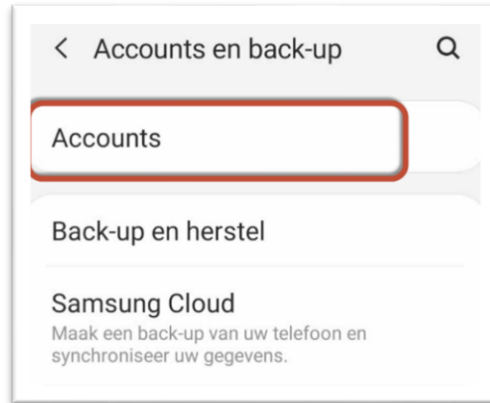 Accounts en back-up
Accounts
Back-up en herstel
Samsung Cloud
Maak een back-up van uw telefoon en
synchroniseer uw gegevens.